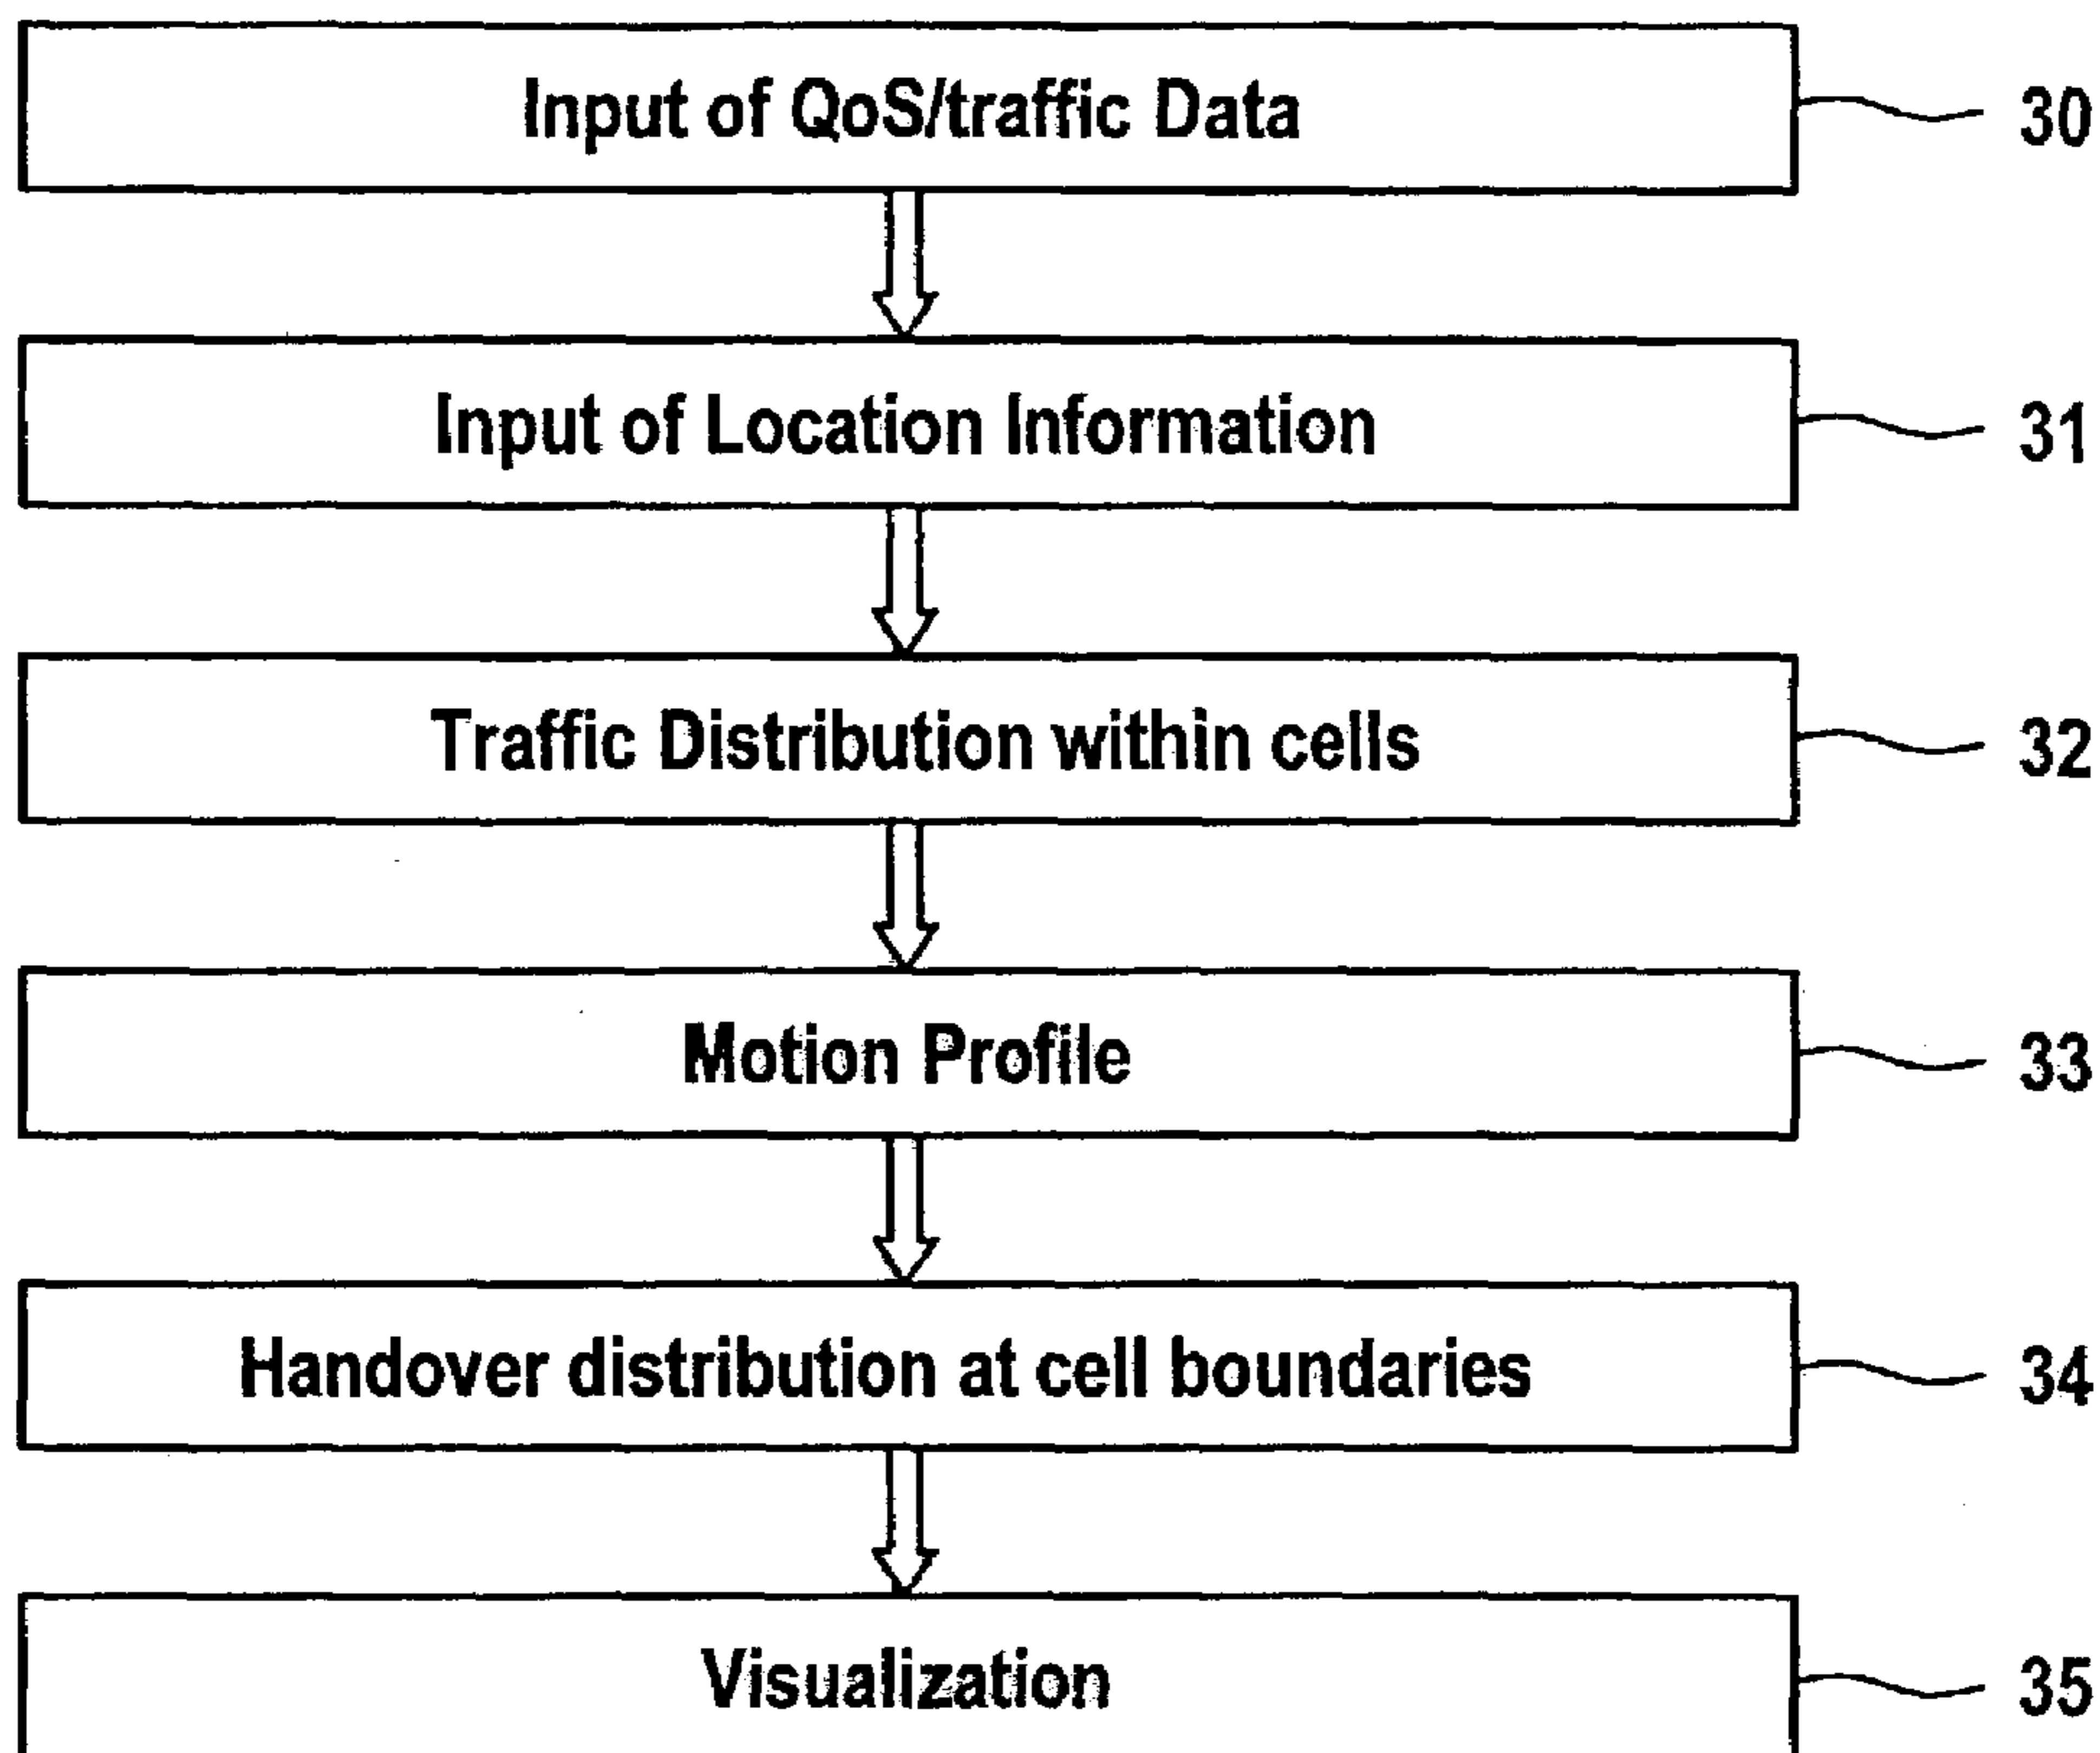 Input of QoS/traffic Data 30
Input of Location Information 31
Traffic Distribution within cells 32
Motion Profile 33
Handover distribution at cell boundaries 34
Visualization 35